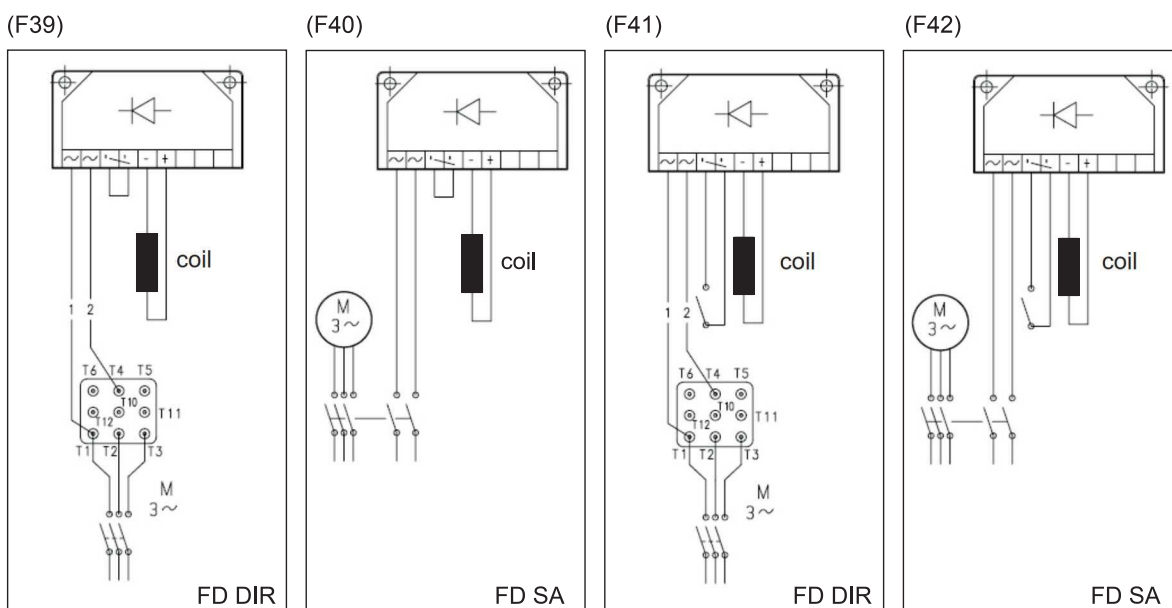 (F39) (F40) (F41) (F42)
∼ ∼ - +
∼ ∼ - +
∼ ∼ - +
∼ ∼ - +
coil coil coil coil
1 2
M
3∼
1 2
M
3∼
T6 T4 T5
T10
T12 T11
T1 T2 T3
M
3∼
T6 T4 T5
T10
T12 T11
T1 T2 T3
M
3∼
FD DIR FD SA FD DIR FD SA